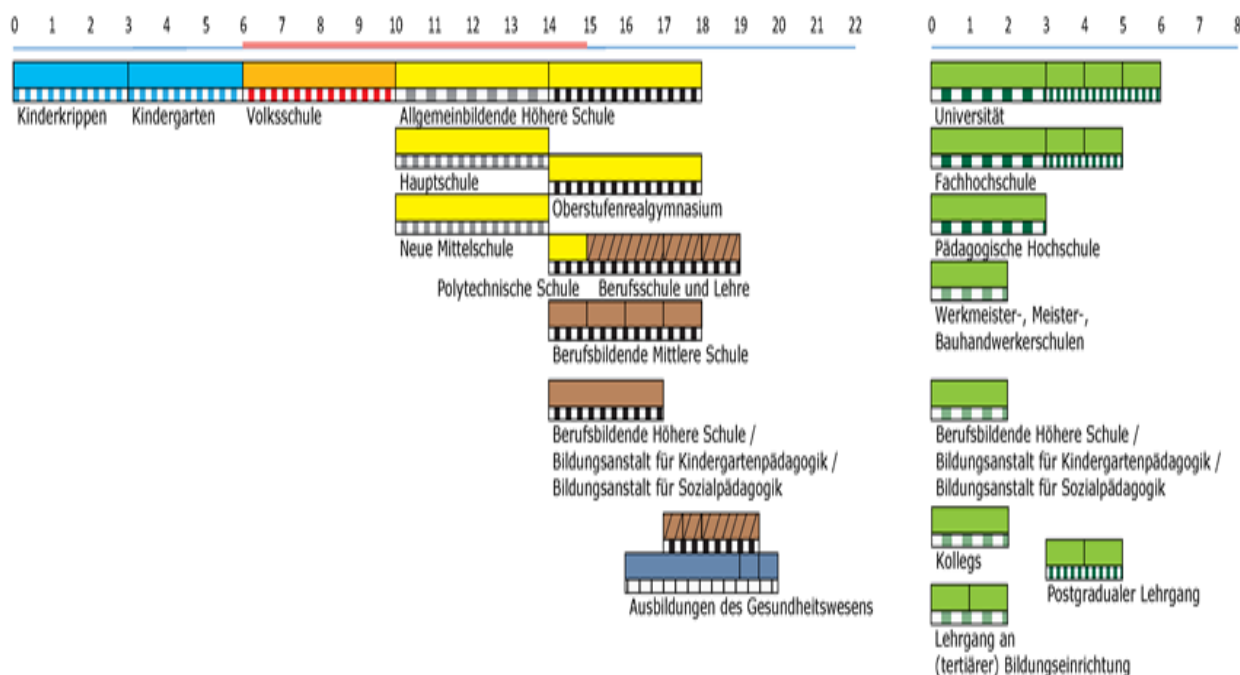 0 1 2 3 4 5 6 7 8 9 10 11 12 13 14 15 16 17 18 19 20 21 22
Kinderkrippen Kindergarten Volksschule Allgemeinbildende Höhere Schule
Hauptschule
Oberstufenrealgymnasium
Neue Mittelschule
Polytechnische Schule Berufsschule und Lehre
Berufsbildende Mittlere Schule
Berufsbildende Höhere Schule /
Bildungsanstalt für Kindergartenpädagogik /
Bildungsanstalt für Sozialpädagogik
Ausbildungen des Gesundheitswesens
0 1 2 3 4 5 6 7 8
Universität
Fachhochschule
Pädagogische Hochschule
Werkmeister-, Meister-,
Bauhandwerkerschulen
Berufsbildende Höhere Schule /
Bildungsanstalt für Kindergartenpädagogik /
Bildungsanstalt für Sozialpädagogik
Kollegs
Postgradualer Lehrgang
Lehrgang an
(tertiärer) Bildungseinrichtung